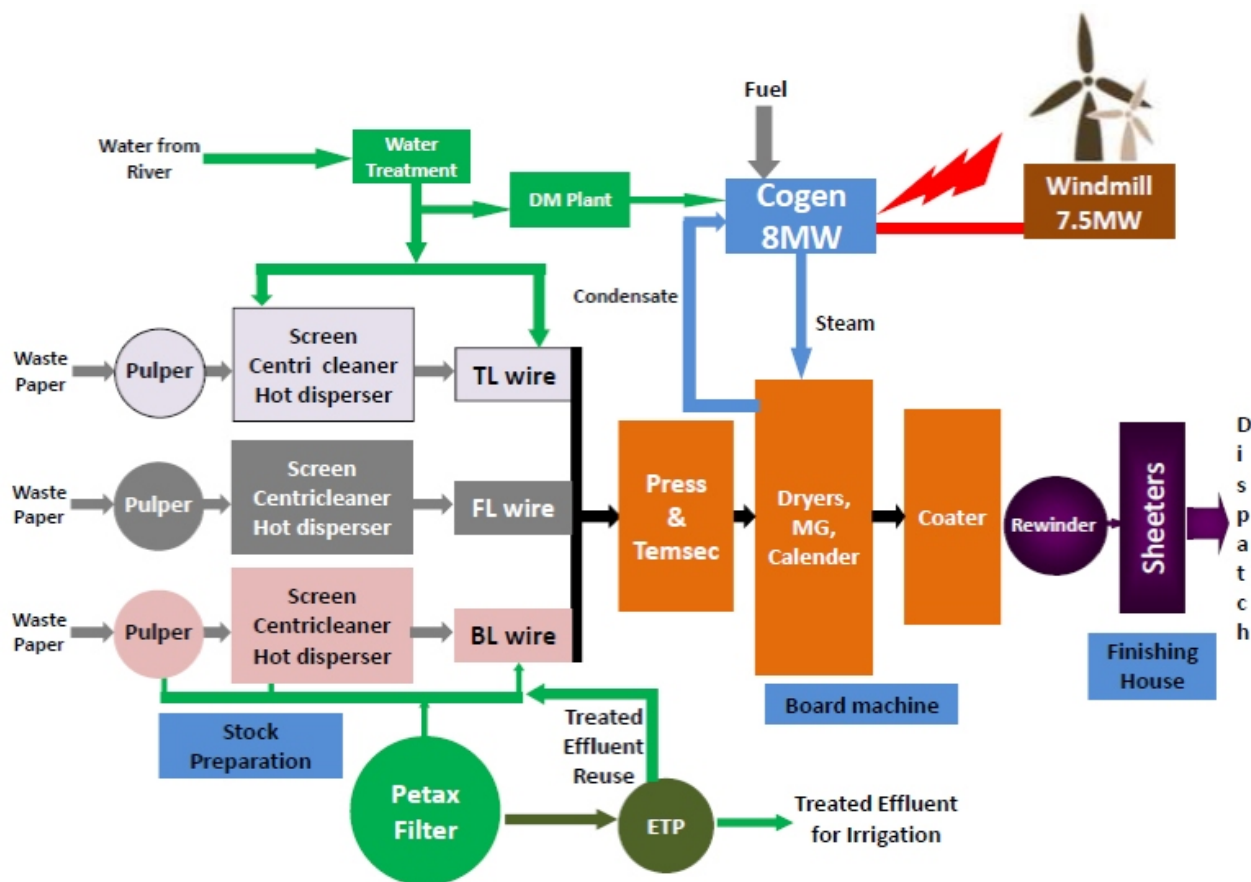 Fuel
Water from
River
Water
Treatment
DM Plant
Cogen
8MW
Windmill
7.5MW
Condensate
Steam
Waste
Paper
Pulper
Screen
Centri cleaner
Hot disperser
TL wire
Waste
Paper
Pulper
Screen
Centricleaner
Hot disperser
FL wire
Waste
Paper
Pulper
Screen
Centricleaner
Hot disperser
BL wire
Press
&
Temsec
Dryers,
MG,
Calender
Coater
Rewinder
Sheeters
Dispatch
Finishing
House
Board machine
Stock
Preparation
Treated
Effluent
Reuse
Petax
Filter
ETP
Treated Effluent
for Irrigation